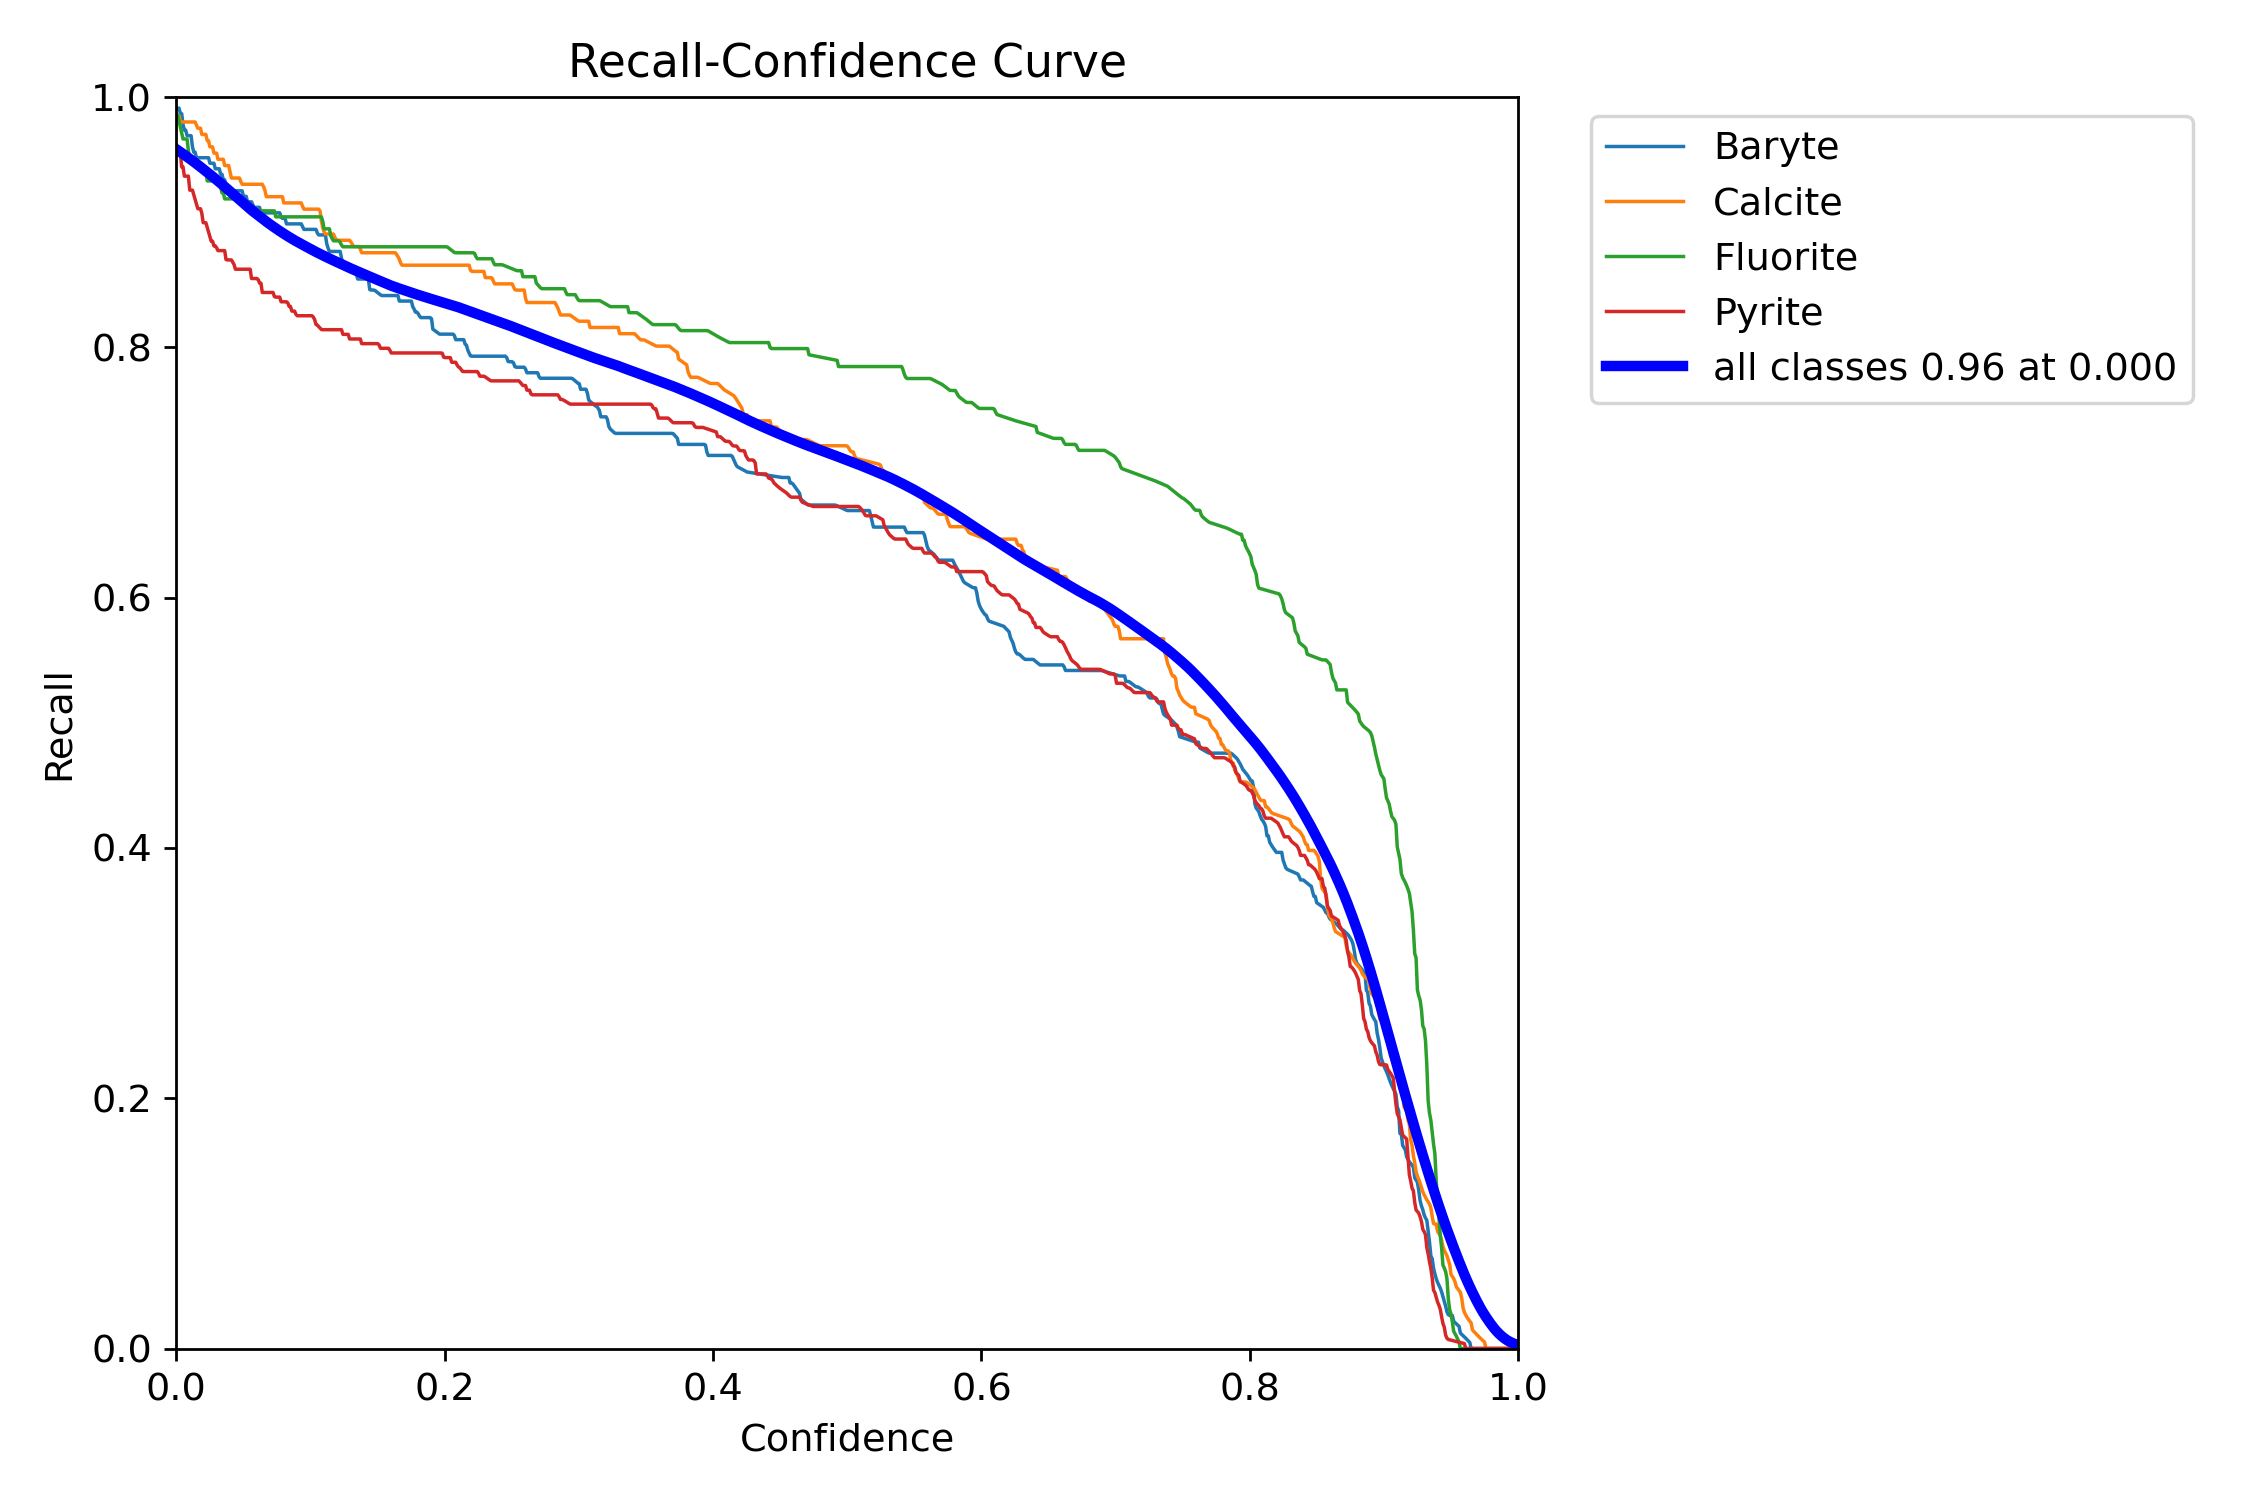 Recall-Confidence Curve
1.0
0.8
0.6
0.4
0.2
0.0
Recall
0.0 0.2 0.4 0.6 0.8 1.0
Confidence
Baryte
Calcite
Fluorite
Pyrite
all classes 0.96 at 0.000